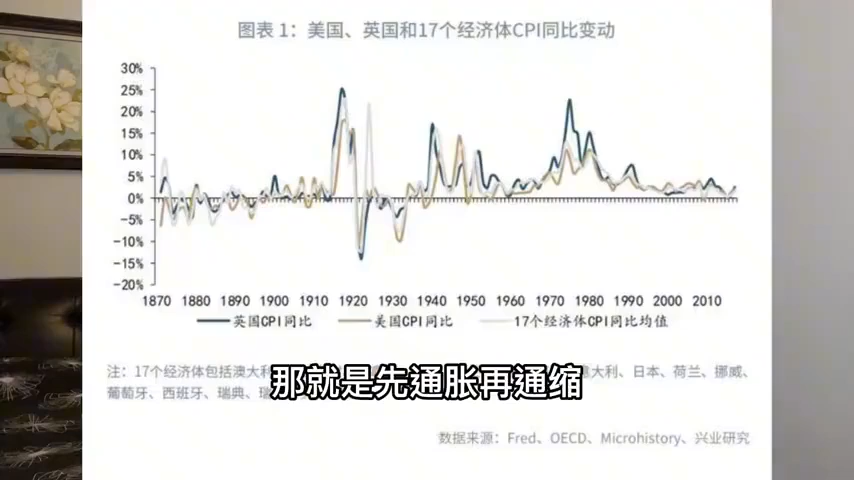 图表 1：美国、英国和17个经济体CPI同比变动
30%
25%
20%
15%
10%
5%
0%
-5%
-10%
-15%
-20%
1870 1880 1890 1900 1910 1920 1930 1940 1950 1960 1970 1980 1990 2000 2010
英国CPI同比 美国CPI同比 17个经济体CPI同比均值
注：17个经济体包括澳大利 大利、日本、荷兰、挪威、
葡萄牙、西班牙、瑞典、
那就是先通胀再通缩
数据来源：Fred、OECD、Microhistory、兴业研究